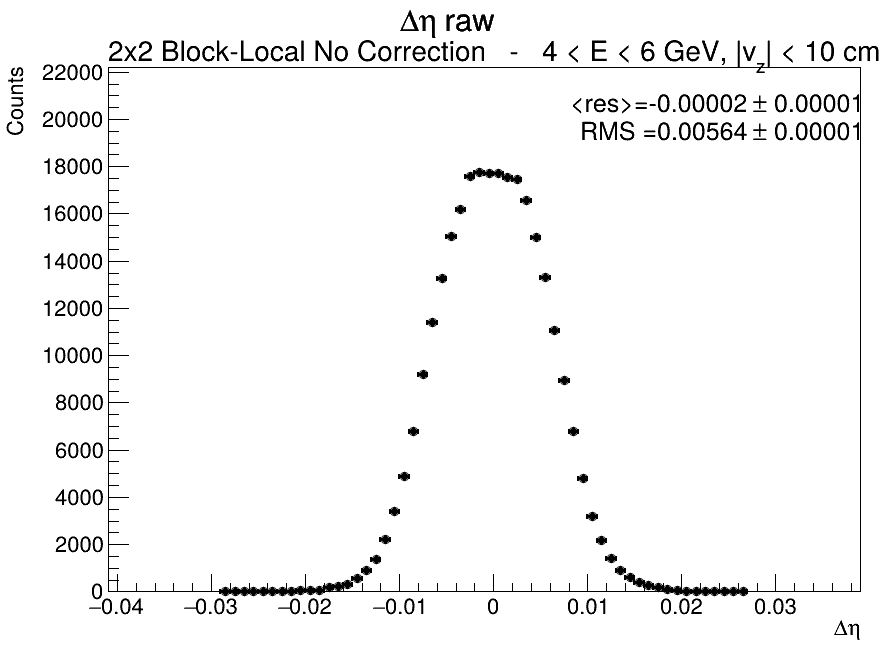 Δη raw
2x2 Block-Local No Correction - 4 < E < 6 GeV, |v_z| < 10 cm
Counts
<res>=-0.00002 ± 0.00001
RMS =0.00564 ± 0.00001
22000
20000
18000
16000
14000
12000
10000
8000
6000
4000
2000
0
−0.04 −0.03 −0.02 −0.01 0 0.01 0.02 0.03
Δη